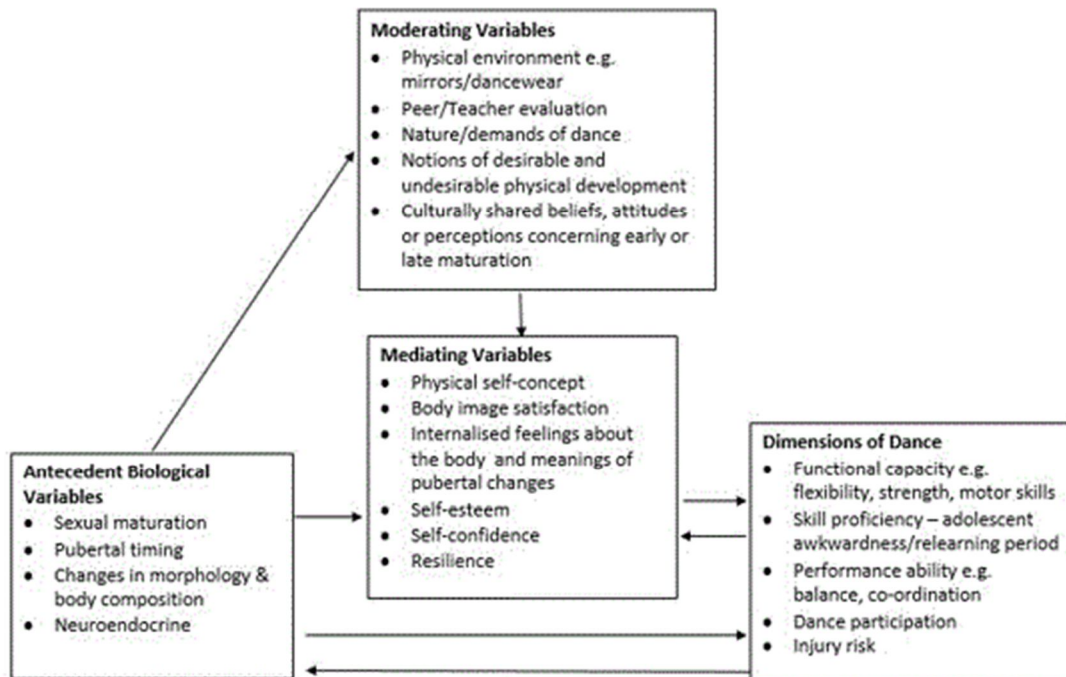 Moderating Variables
● Physical environment e.g.
mirrors/dancewear
● Peer/Teacher evaluation
● Nature/demands of dance
● Notions of desirable and
undesirable physical development
● Culturally shared beliefs, attitudes
or perceptions concerning early or
late maturation
Mediating Variables
● Physical self-concept
● Body image satisfaction
● Internalised feelings about
the body and meanings of
pubertal changes
● Self-esteem
● Self-confidence
● Resilience
Antecedent Biological
Variables
● Sexual maturation
● Pubertal timing
● Changes in morphology &
body composition
● Neuroendocrine
Dimensions of Dance
● Functional capacity e.g.
flexibility, strength, motor skills
● Skill proficiency – adolescent
awkwardness/relearning period
● Performance ability e.g.
balance, co-ordination
● Dance participation
● Injury risk